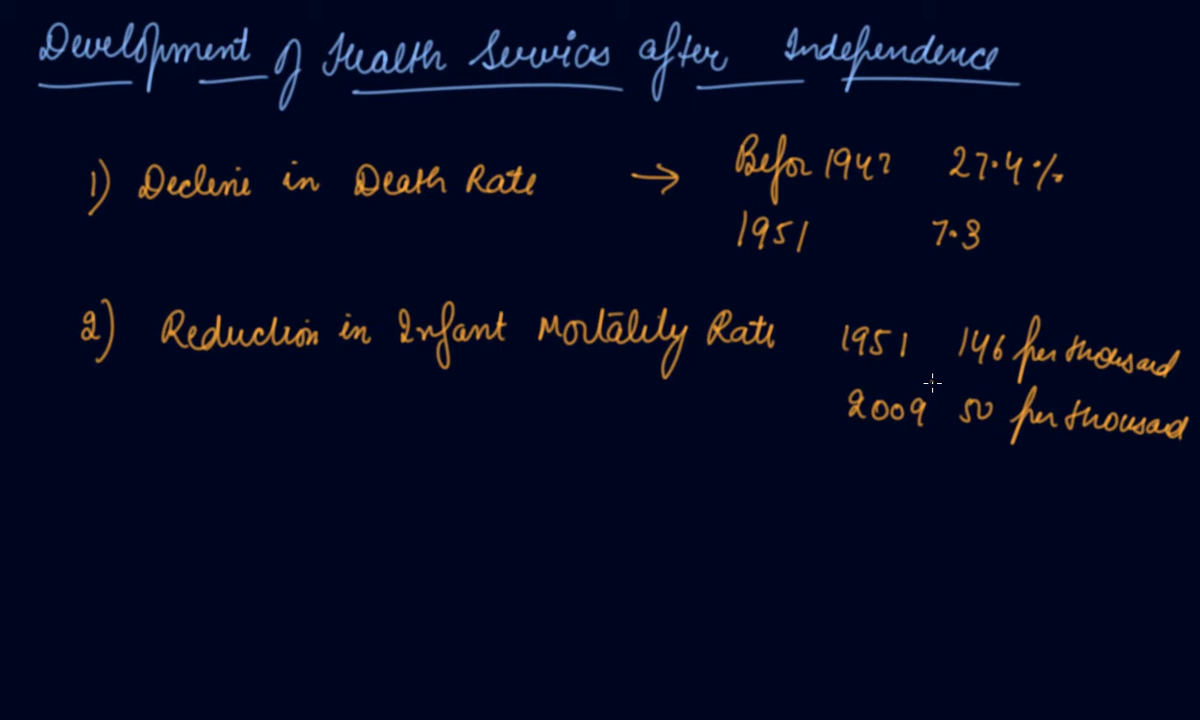 Development of Health Services after Independence
1) Decline in Death Rate → Befor 1947 27.4%
1951 7.3
2) Reduction in Infant Mortality Rate 1951 146 per thousand
2009 50 per thousand